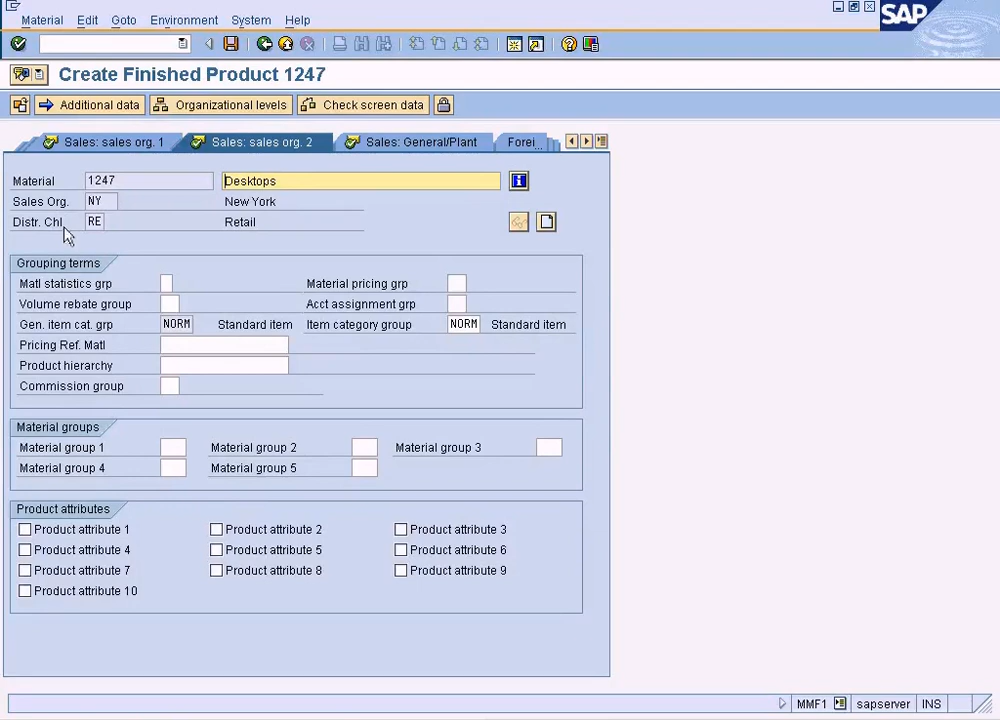 Material Edit Goto Environment System Help
SAP
Create Finished Product 1247
Additional data Organizational levels Check screen data
Sales: sales org. 1 Sales: sales org. 2 Sales: General/Plant Forei...
Material 1247 Desktops
Sales Org. NY New York
Distr. Chl RE Retail
Grouping terms
Matl statistics grp Material pricing grp
Volume rebate group Acct assignment grp
Gen. item cat. grp NORM Standard item Item category group NORM Standard item
Pricing Ref. Matl
Product hierarchy
Commission group
Material groups
Material group 1 Material group 2 Material group 3
Material group 4 Material group 5
Product attributes
Product attribute 1 Product attribute 2 Product attribute 3
Product attribute 4 Product attribute 5 Product attribute 6
Product attribute 7 Product attribute 8 Product attribute 9
Product attribute 10
MMF1 sapserver INS